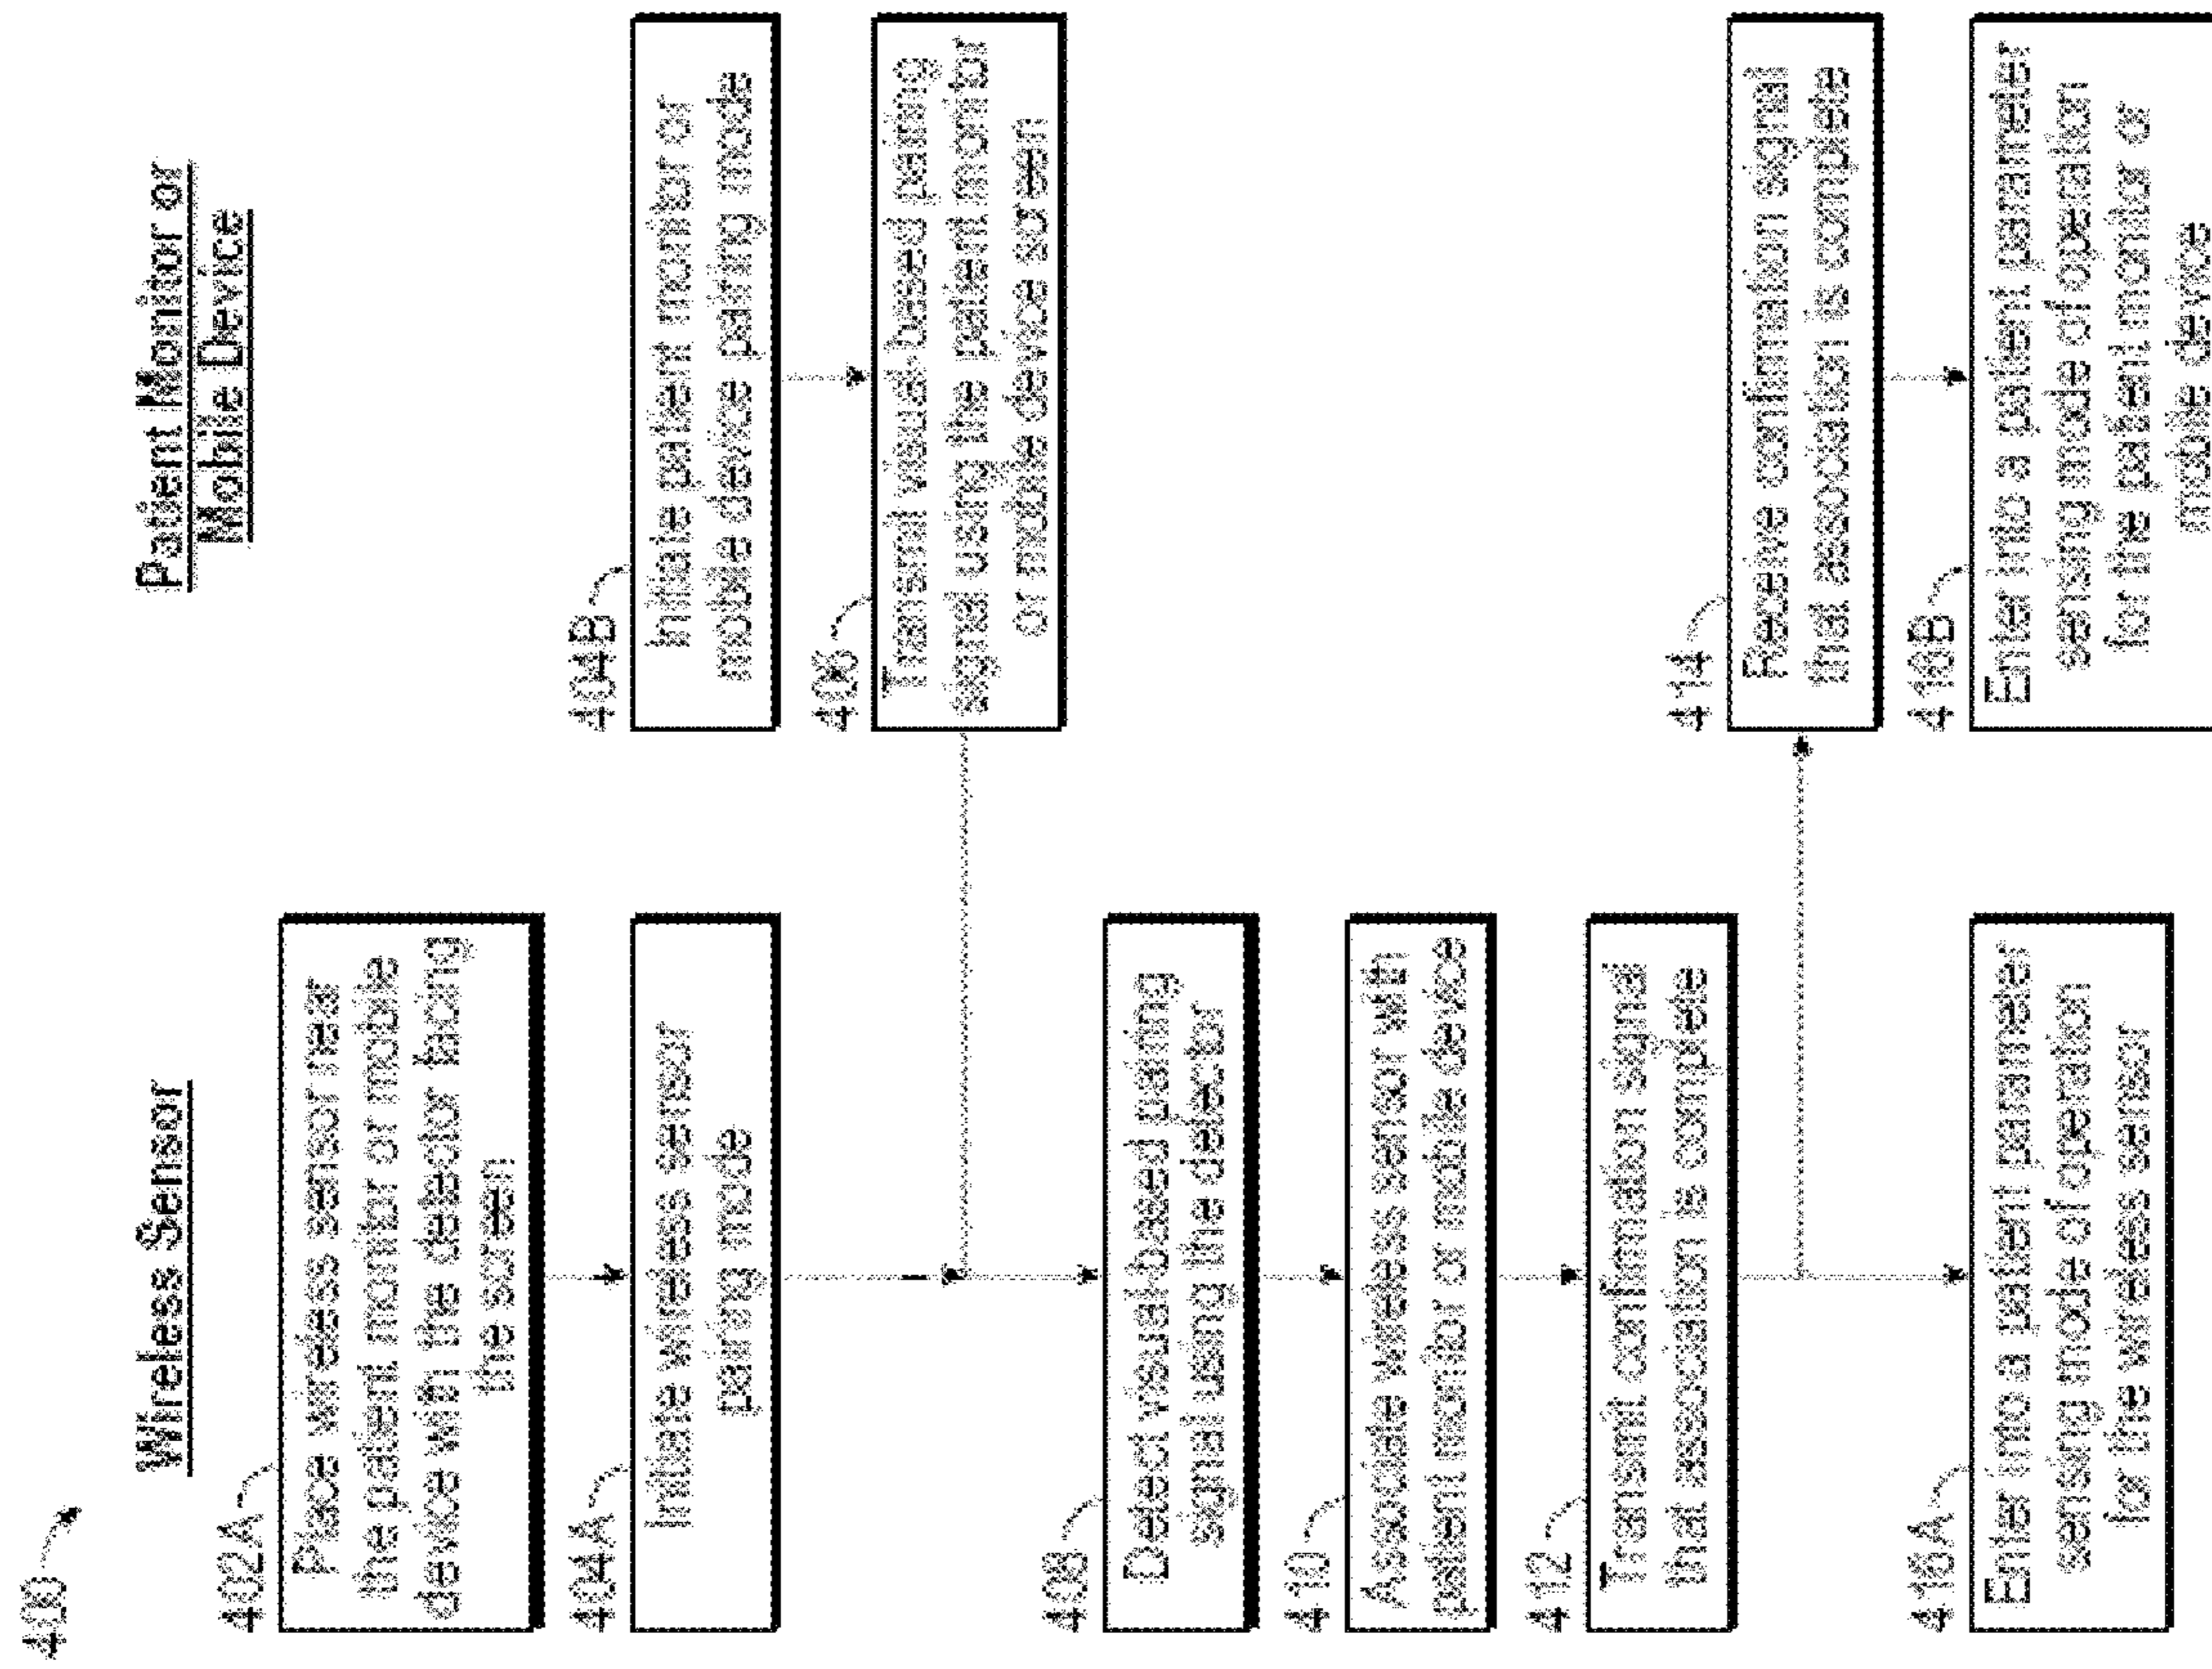 400
Wireless Sensor
Patient Monitor or
Mobile Device
402A
Place wireless sensor near
the patient monitor or mobile
device with the detector facing
the screen
404A
Initiate wireless sensor
pairing mode
404B
Initiate patient monitor or
mobile device pairing mode
406
Transmit visual-based pairing
signal using the patient monitor
or mobile device screen
408
Detect visual-based pairing
signal using the detector
410
Associate wireless sensor with
patient monitor or mobile device
412
Transmit confirmation signal
that association is complete
414
Receive confirmation signal
that association is complete
416A
Enter into a patient parameter
sensing mode of operation
for the wireless sensor
416B
Enter into a patient parameter
sensing mode of operation
for the patient monitor or
mobile device